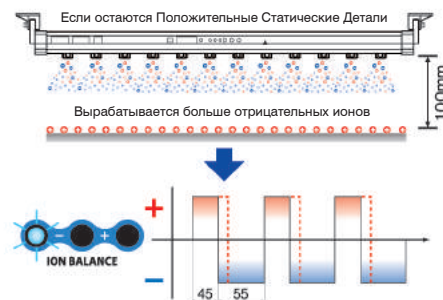 Если остаются Положительные Статические Детали
100mm
Вырабатывается больше отрицательных ионов
+
+
ION BALANCE
−
45 55